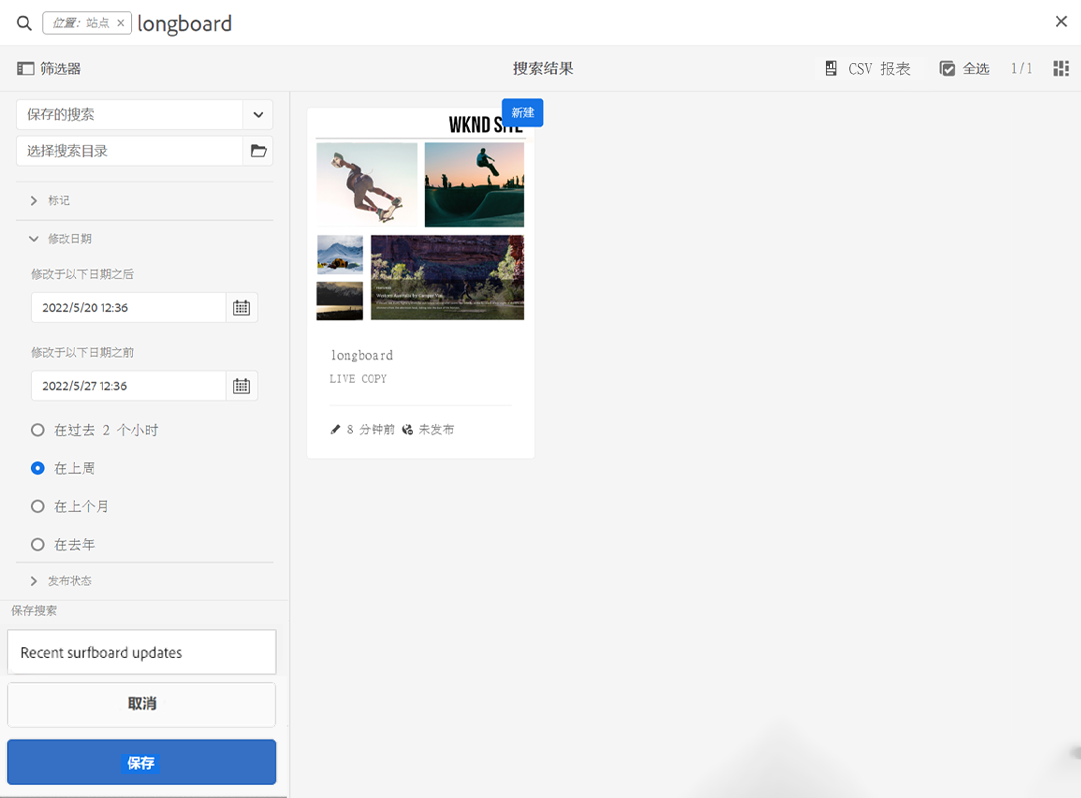 位置: 站点 × longboard
筛选器
搜索结果
CSV 报表
全选
1/1
保存的搜索
选择搜索目录
标记
修改日期
修改于以下日期之后
2022/5/20 12:36
修改于以下日期之前
2022/5/27 12:36
在过去 2 个小时
在上周
在上个月
在去年
发布状态
保存搜索
Recent surfboard updates
取消
保存
新建
WKND SITE
longboard
LIVE COPY
8 分钟前 未发布